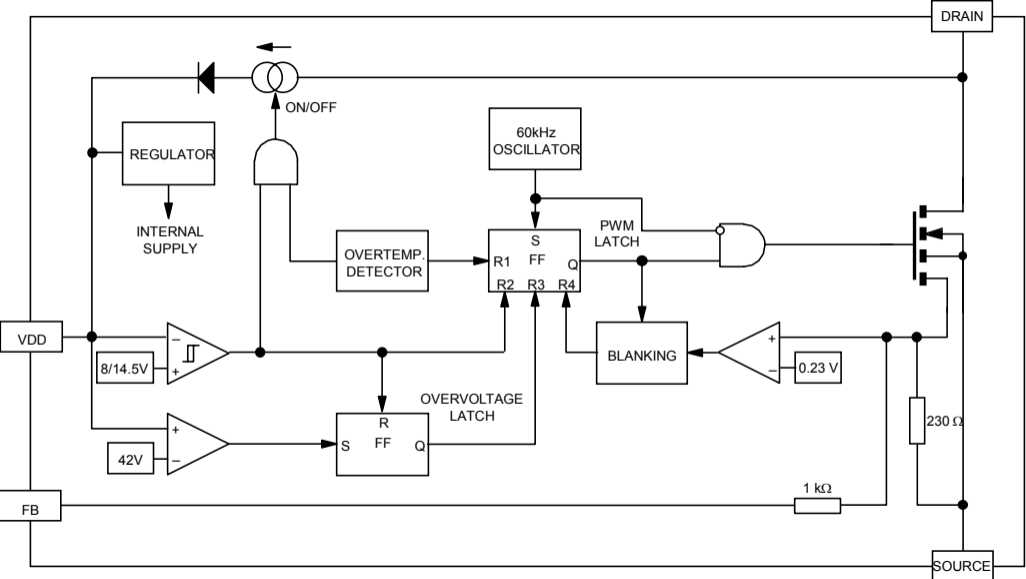 DRAIN
ON/OFF
REGULATOR
60kHz
OSCILLATOR
INTERNAL
SUPPLY
PWM
LATCH
OVERTEMP.
DETECTOR
S
R1
FF
Q
R2 R3 R4
VDD
8/14.5V
−
+
BLANKING
+
−
0.23 V
OVERVOLTAGE
LATCH
42V
+
−
R
S
FF
Q
230 Ω
1 kΩ
FB
SOURCE